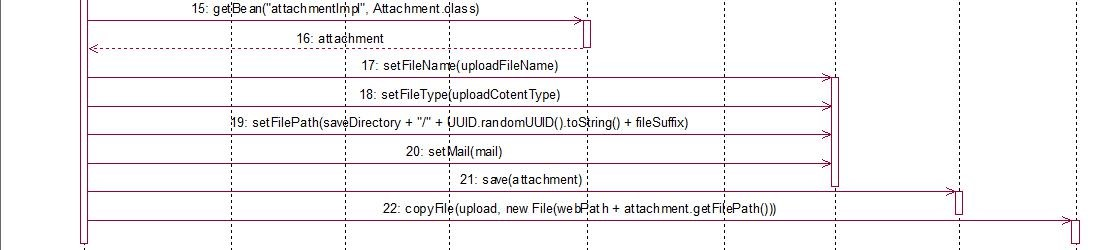 15: getBean("attachmentImpl", Attachment.class)
16: attachment
17: setFileName(uploadFileName)
18: setFileType(uploadCotentType)
19: setFilePath(saveDirectory + "/" + UUID.randomUUID().toString() + fileSuffix)
20: setMail(mail)
21: save(attachment)
22: copyFile(upload, new File(webPath + attachment.getFilePath()))